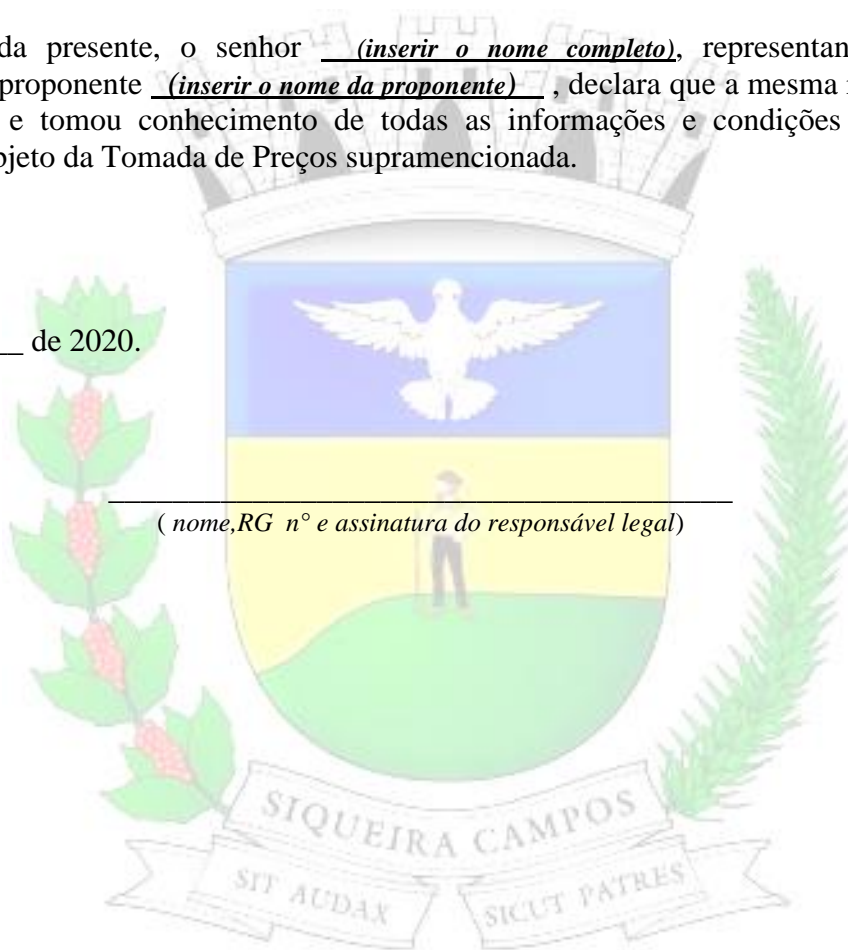 da presente, o senhor (inserir o nome completo), representan
proponente (inserir o nome da proponente) , declara que a mesma
e tomou conhecimento de todas as informações e condições
jeto da Tomada de Preços supramencionada.
__ de 2020.
( nome,RG n° e assinatura do responsável legal)
SIQUEIRA CAMPOS
SIT AUDAX SICUT PATRES